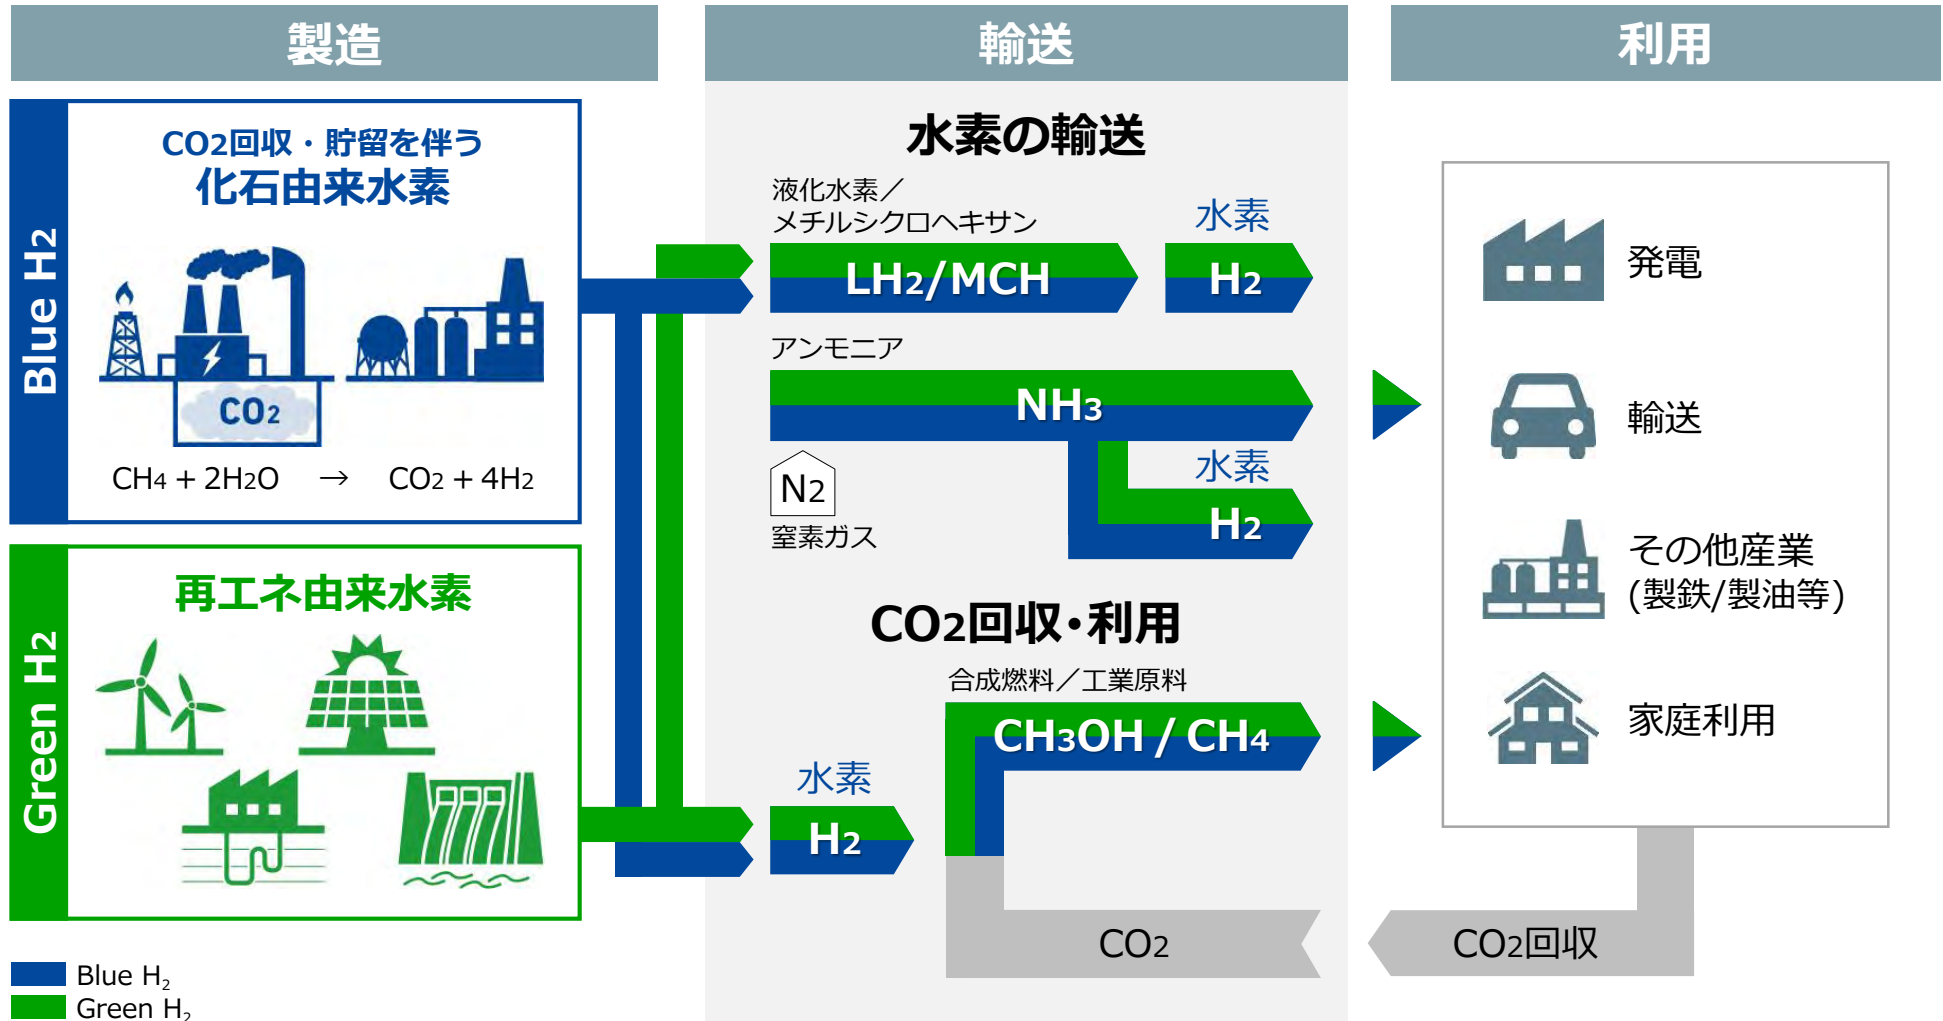 製造
輸送
利用
Blue H2
CO2回収・貯留を伴う
化石由来水素
CO2
CH4 + 2H2O → CO2 + 4H2
Green H2
再エネ由来水素
Blue H2
Green H2
水素の輸送
液化水素／
メチルシクロヘキサン
LH2/MCH
水素
H2
アンモニア
NH3
N2
窒素ガス
水素
H2
CO2回収・利用
合成燃料／工業原料
CH3OH / CH4
水素
H2
CO2
発電
輸送
その他産業
(製鉄/製油等)
家庭利用
CO2回収